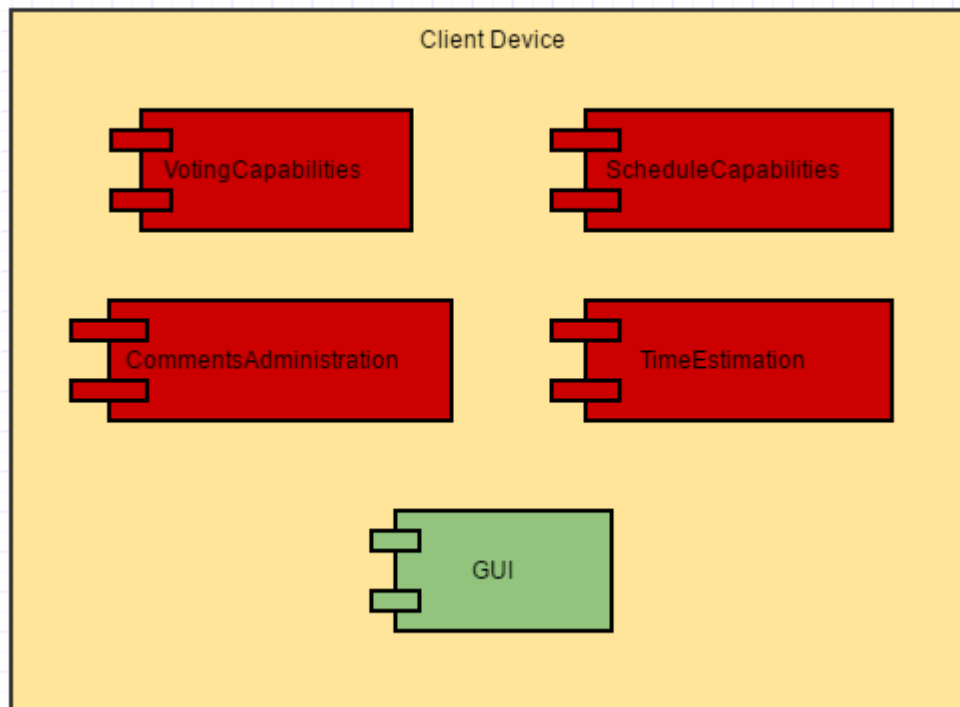 Client Device
VotingCapabilities
ScheduleCapabilities
CommentsAdministration
TimeEstimation
GUI